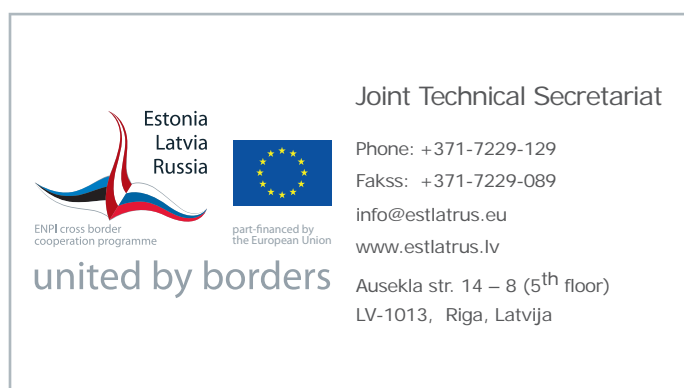 Estonia
Latvia
Russia
ENPI cross border
cooperation programme
part-financed by
the European Union
united by borders
Joint Technical Secretariat
Phone: +371-7229-129
Fakss: +371-7229-089
info@estlatrus.eu
www.estlatrus.lv
Ausekla str. 14 – 8 (5th floor)
LV-1013, Riga, Latvija